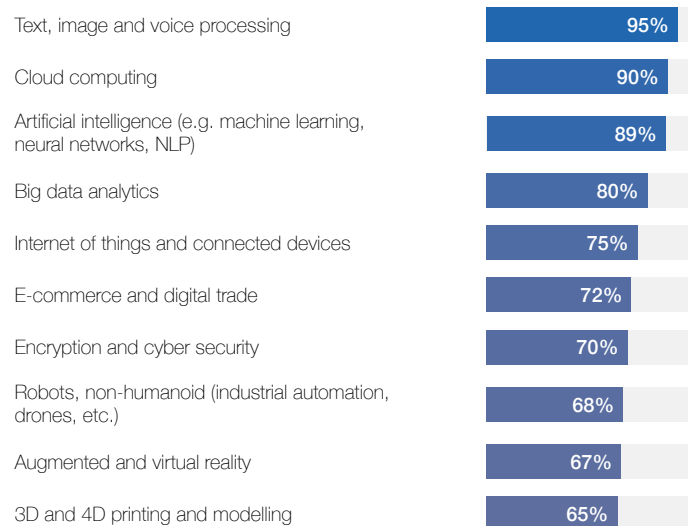 Text, image and voice processing
95%
Cloud computing
90%
Artificial intelligence (e.g. machine learning,
neural networks, NLP)
89%
Big data analytics
80%
Internet of things and connected devices
75%
E-commerce and digital trade
72%
Encryption and cyber security
70%
Robots, non-humanoid (industrial automation,
drones, etc.)
68%
Augmented and virtual reality
67%
3D and 4D printing and modelling
65%